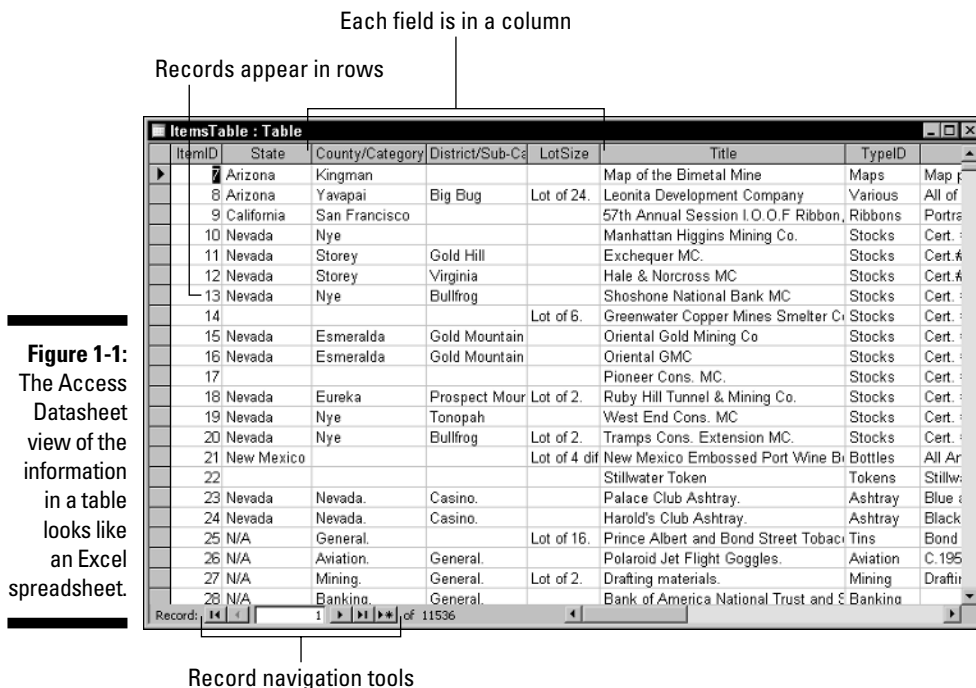 Each field is in a column
Records appear in rows
ItemsTable : Table
ItemID State County/Category District/Sub-Ca LotSize Title TypeID
7 Arizona Kingman Map of the Bimetal Mine Maps Map
8 Arizona Yavapai Big Bug Lot of 24. Leonita Development Company Various All of
9 California San Francisco 57th Annual Session I.O.O.F Ribbon, Ribbons Portra
10 Nevada Nye Manhattan Higgins Mining Co. Stocks Cert.
11 Nevada Storey Gold Hill Exchequer MC. Stocks Cert.#
12 Nevada Storey Virginia Hale & Norcross MC Stocks Cert.#
13 Nevada Nye Bullfrog Shoshone National Bank MC Stocks Cert.
14 Lot of 6. Greenwater Copper Mines Smelter Stocks Cert.
15 Nevada Esmeralda Gold Mountain Oriental Gold Mining Co Stocks Cert.
16 Nevada Esmeralda Gold Mountain Oriental GMC Stocks Cert.
17 Pioneer Cons. MC. Stocks Cert.
18 Nevada Eureka Prospect Mour Lot of 2. Ruby Hill Tunnel & Mining Co. Stocks Cert.
19 Nevada Nye Tonopah West End Cons. MC Stocks Cert.
20 Nevada Nye Bullfrog Lot of 2. Tramps Cons. Extension MC. Stocks Cert.
21 New Mexico Lot of 4 dif New Mexico Embossed Port Wine Bottles All Ar
22 Stillwater Token Tokens Stillw
23 Nevada Nevada. Casino. Palace Club Ashtray. Ashtray Blue
24 Nevada Nevada. Casino. Harold's Club Ashtray. Ashtray Black
25 N/A General. Lot of 16. Prince Albert and Bond Street Tobac Tins Bond
26 N/A Aviation. General. Polaroid Jet Flight Goggles. Aviation C.195
27 N/A Mining. General. Lot of 2. Drafting materials. Mining Draftin
28 N/A Banking. General. Bank of America National Trust and S Banking
Record: 1 of 11536
Record navigation tools
Figure 1-1:
The Access
Datasheet
view of the
information
in a table
looks like
an Excel
spreadsheet.